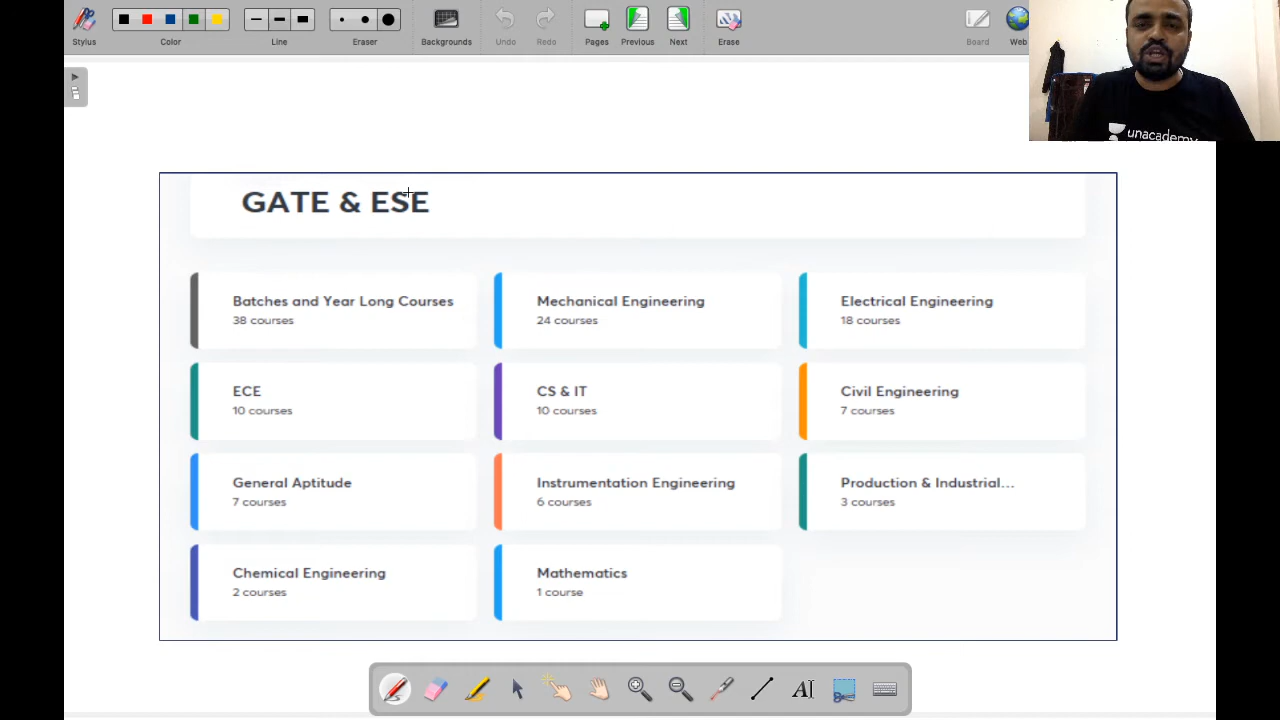 Stylus
Color
Line
Eraser
Backgrounds
Undo
Redo
Pages
Previous
Next
Erase
Board
Web
unacademy
GATE & ESE
Batches and Year Long Courses
38 courses
Mechanical Engineering
24 courses
Electrical Engineering
18 courses
ECE
10 courses
CS & IT
10 courses
Civil Engineering
7 courses
General Aptitude
7 courses
Instrumentation Engineering
6 courses
Production & Industrial...
3 courses
Chemical Engineering
2 courses
Mathematics
1 course
AI